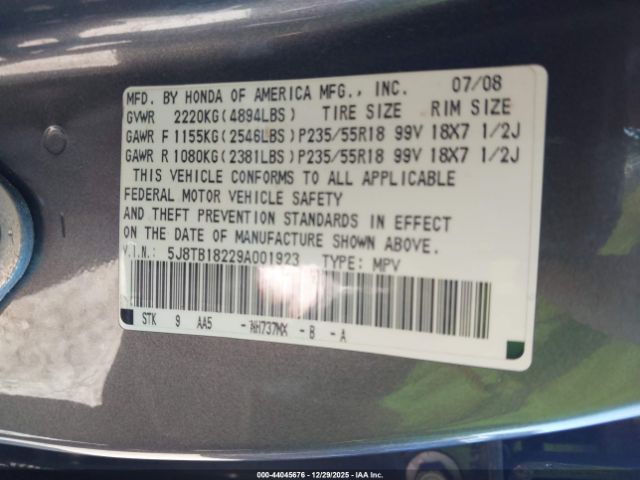 MFD. BY HONDA OF AMERICA MFG., INC. 07/08
GVWR 2220KG(4894LBS) TIRE SIZE RIM SIZE
GAWR F 1155KG(2546LBS) P235/55R18 99V 18X7 1/2J
GAWR R 1080KG(2381LBS) P235/55R18 99V 18X7 1/2J
THIS VEHICLE CONFORMS TO ALL APPLICABLE
FEDERAL MOTOR VEHICLE SAFETY
AND THEFT PREVENTION STANDARDS IN EFFECT
ON THE DATE OF MANUFACTURE SHOWN ABOVE.
V.I.N.: 5J8TB18229A001923 TYPE: MPV
STK 9 AA5 -NH737MX -B -A
000-44045676 | 12/29/2025 | IAA Inc.